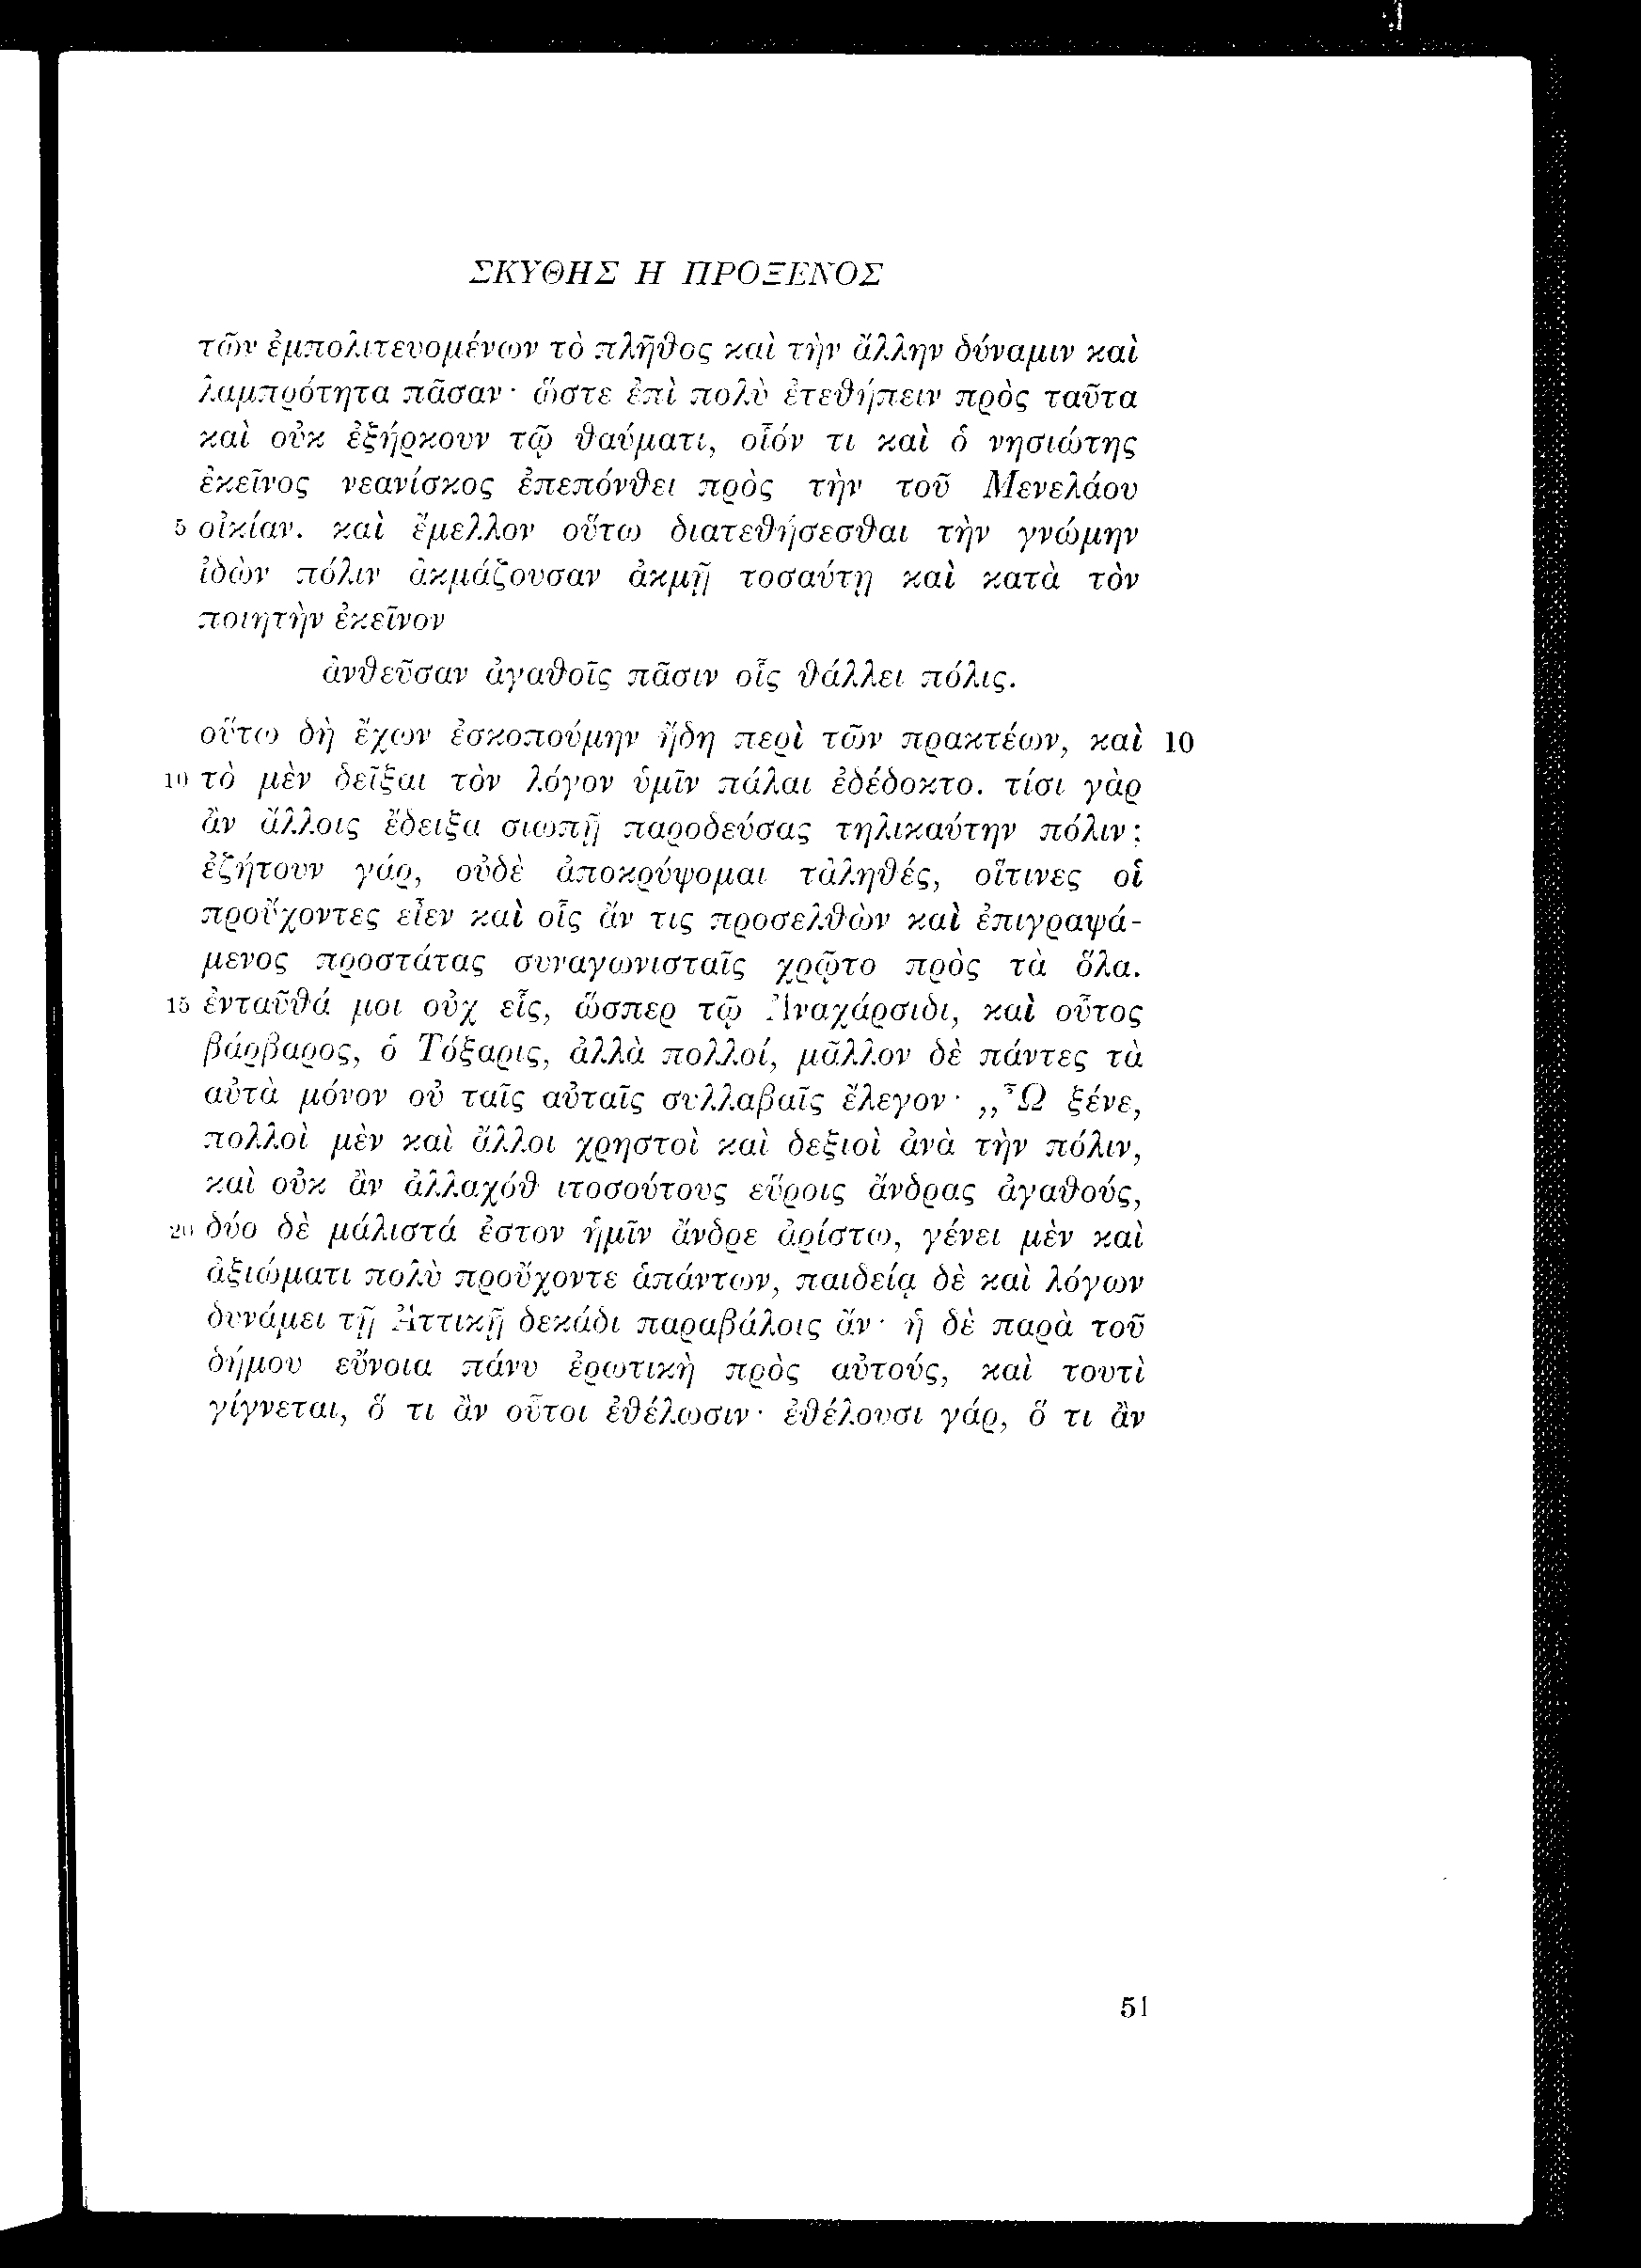 ΣΚΥΘΗΣ Η ΠΡΟΞΕΝΟΣ
τῶν ἐμπολιτευομένων τὸ πλῆθος καὶ τὴν ἄλλην δύναμιν καὶ
λαμπρότητα πᾶσαν· ὥστε ἐπὶ πολὺ ἐτεθήπειν πρὸς ταῦτα
καὶ οὐκ ἐξήρκουν τῷ θαύματι, οἷόν τι καὶ ὁ νησιώτης
ἐκεῖνος νεανίσκος ἐπεπόνθει πρὸς τὴν τοῦ Μενελάου
5 οἰκίαν. καὶ ἔμελλον οὕτω διατεθήσεσθαι τὴν γνώμην
ἰδὼν πόλιν ἀκμάζουσαν ἀκμῇ τοσαύτῃ καὶ κατὰ τὸν
ποιητὴν ἐκεῖνον
ἀνθεῦσαν ἀγαθοῖς πᾶσιν οἷς θάλλει πόλις.
οὕτω δὴ ἔχων ἐσκοπούμην ἤδη περὶ τῶν πρακτέων, καὶ 10
10 τὸ μὲν δεῖξαι τὸν λόγον ὑμῖν πάλαι ἐδέδοκτο. τίσι γὰρ
ἂν ἄλλοις ἔδειξα σιωπῇ παροδεύσας τηλικαύτην πόλιν;
ἐζήτουν γάρ, οὐδὲ ἀποκρύψομαι τἀληθές, οἵτινες οἱ
προὔχοντες εἶεν καὶ οἷς ἄν τις προσελθὼν καὶ ἐπιγραψά-
μενος προστάτας συναγωνισταῖς χρῷτο πρὸς τὰ ὅλα.
15 ἐνταῦθά μοι οὐχ εἷς, ὥσπερ τῷ Ἀναχάρσιδι, καὶ οὗτος
βάρβαρος, ὁ Τόξαρις, ἀλλὰ πολλοί, μᾶλλον δὲ πάντες τὰ
αὐτὰ μόνον οὐ ταῖς αὐταῖς συλλαβαῖς ἔλεγον· „Ὦ ξένε,
πολλοὶ μὲν καὶ ἄλλοι χρηστοὶ καὶ δεξιοὶ ἀνὰ τὴν πόλιν,
καὶ οὐκ ἂν ἀλλαχόθ ιτοσούτους εὕροις ἄνδρας ἀγαθούς,
20 δύο δὲ μάλιστά ἐστον ἡμῖν ἄνδρε ἀρίστω, γένει μὲν καὶ
ἀξιώματι πολὺ προὔχοντε ἁπάντων, παιδείᾳ δὲ καὶ λόγων
δυνάμει τῇ Ἀττικῇ δεκάδι παραβάλοις ἄν· ἡ δὲ παρὰ τοῦ
δήμου εὔνοια πάνυ ἐρωτικὴ πρὸς αὐτούς, καὶ τουτὶ
γίγνεται, ὅ τι ἂν οὗτοι ἐθέλωσιν· ἐθέλουσι γάρ, ὅ τι ἂν
51